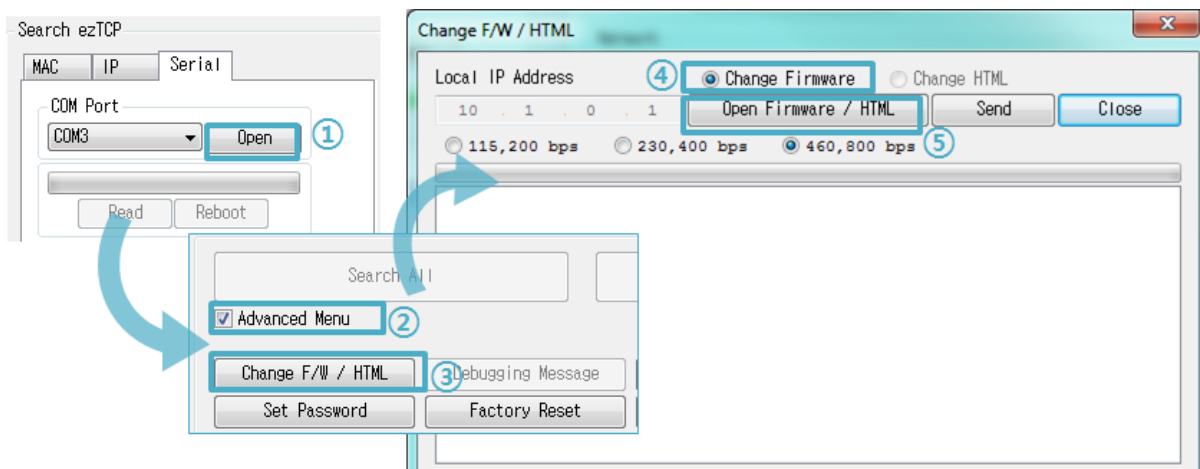 Search ezTCP
MAC IP Serial
COM Port
COM3 Open ①
Read Reboot
Search All
Advanced Menu ②
Change F/W / HTML ③ Debugging Message
Set Password Factory Reset
Change F/W / HTML
Local IP Address ④ Change Firmware Change HTML
10 . 1 . 0 . 1 Open Firmware / HTML Send Close
115,200 bps 230,400 bps 460,800 bps ⑤